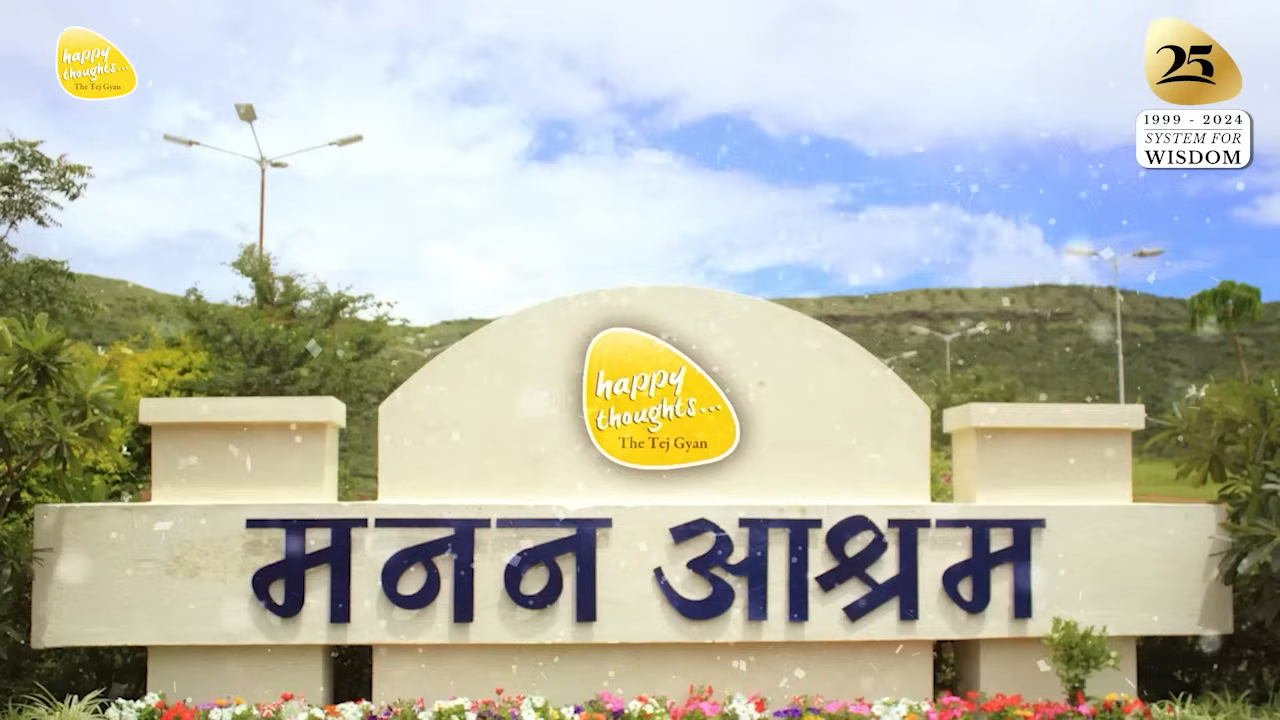 happy
thoughts...
The Tej Gyan
25
1999 - 2024
SYSTEM FOR
WISDOM
happy
thoughts...
The Tej Gyan
मनन आश्रम